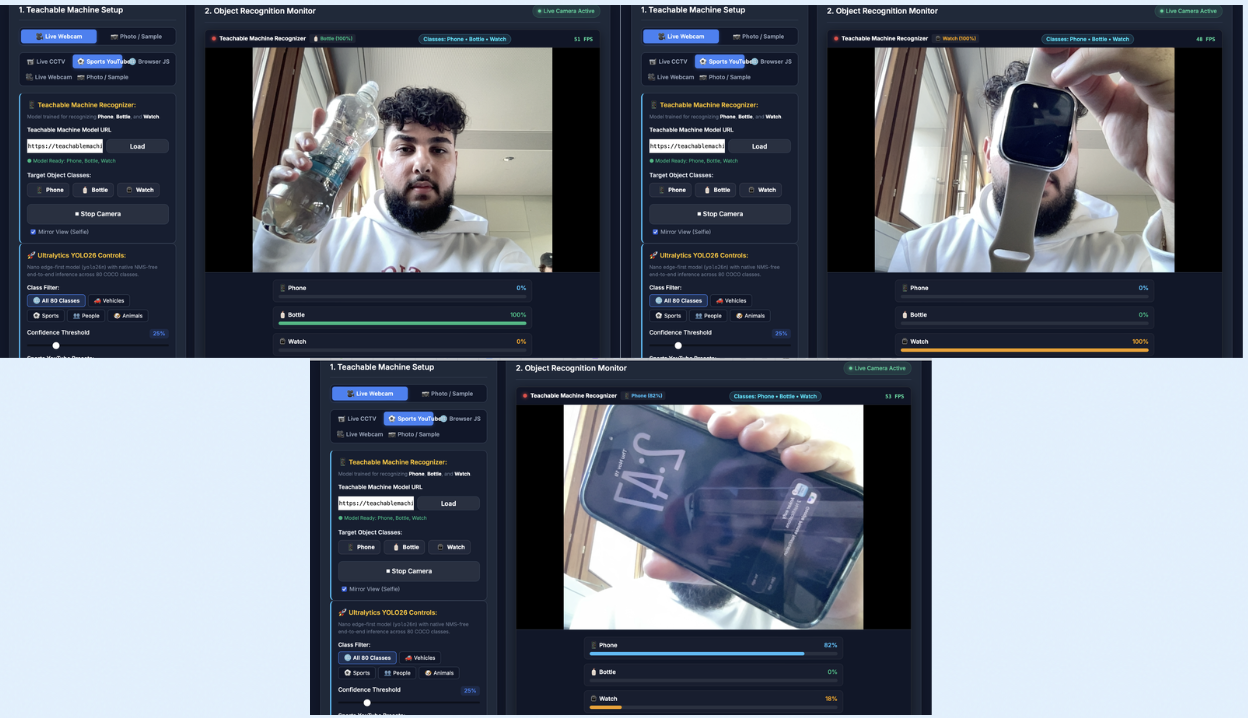 1. Teachable Machine Setup
Live Webcam
Photo / Sample
Live CCTV
Sports YouTube
Browser JS
Live Webcam
Photo / Sample
Teachable Machine Recognizer:
Model trained for recognizing Phone, Bottle, and Watch.
Teachable Machine Model URL
https://teachablemachi
Load
Model Ready: Phone, Bottle, Watch
Target Object Classes:
Phone
Bottle
Watch
Stop Camera
Mirror View (Selfie)
Ultralytics YOLO26 Controls:
Nano edge-first model (yolo26n) with native NMS-free
end-to-end inference across 80 COCO classes.
Class Filter:
All 80 Classes
Vehicles
Sports
People
Animals
Confidence Threshold
25%
2. Object Recognition Monitor
Live Camera Active
Teachable Machine Recognizer
Bottle (100%)
Classes: Phone • Bottle • Watch
51 FPS
Phone
0%
Bottle
100%
Watch
0%
1. Teachable Machine Setup
Live Webcam
Photo / Sample
Live CCTV
Sports YouTube
Browser JS
Live Webcam
Photo / Sample
Teachable Machine Recognizer:
Model trained for recognizing Phone, Bottle, and Watch.
Teachable Machine Model URL
https://teachablemachi
Load
Model Ready: Phone, Bottle, Watch
Target Object Classes:
Phone
Bottle
Watch
Stop Camera
Mirror View (Selfie)
Ultralytics YOLO26 Controls:
Nano edge-first model (yolo26n) with native NMS-free
end-to-end inference across 80 COCO classes.
Class Filter:
All 80 Classes
Vehicles
Sports
People
Animals
Confidence Threshold
25%
2. Object Recognition Monitor
Live Camera Active
Teachable Machine Recognizer
Watch (100%)
Classes: Phone • Bottle • Watch
48 FPS
Phone
0%
Bottle
0%
Watch
100%
1. Teachable Machine Setup
Live Webcam
Photo / Sample
Live CCTV
Sports YouTube
Browser JS
Live Webcam
Photo / Sample
Teachable Machine Recognizer:
Model trained for recognizing Phone, Bottle, and Watch.
Teachable Machine Model URL
https://teachablemachi
Load
Model Ready: Phone, Bottle, Watch
Target Object Classes:
Phone
Bottle
Watch
Stop Camera
Mirror View (Selfie)
Ultralytics YOLO26 Controls:
Nano edge-first model (yolo26n) with native NMS-free
end-to-end inference across 80 COCO classes.
Class Filter:
All 80 Classes
Vehicles
Sports
People
Animals
Confidence Threshold
25%
2. Object Recognition Monitor
Live Camera Active
Teachable Machine Recognizer
Phone (82%)
Classes: Phone • Bottle • Watch
53 FPS
Phone
82%
Bottle
0%
Watch
18%